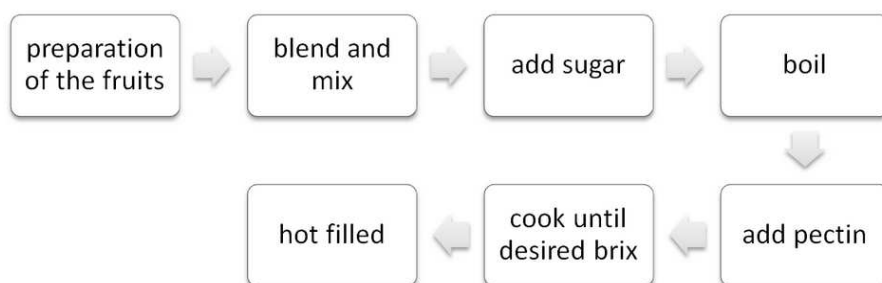 preparation
of the fruits
blend and
mix
add sugar
boil
add pectin
cook until
desired brix
hot filled